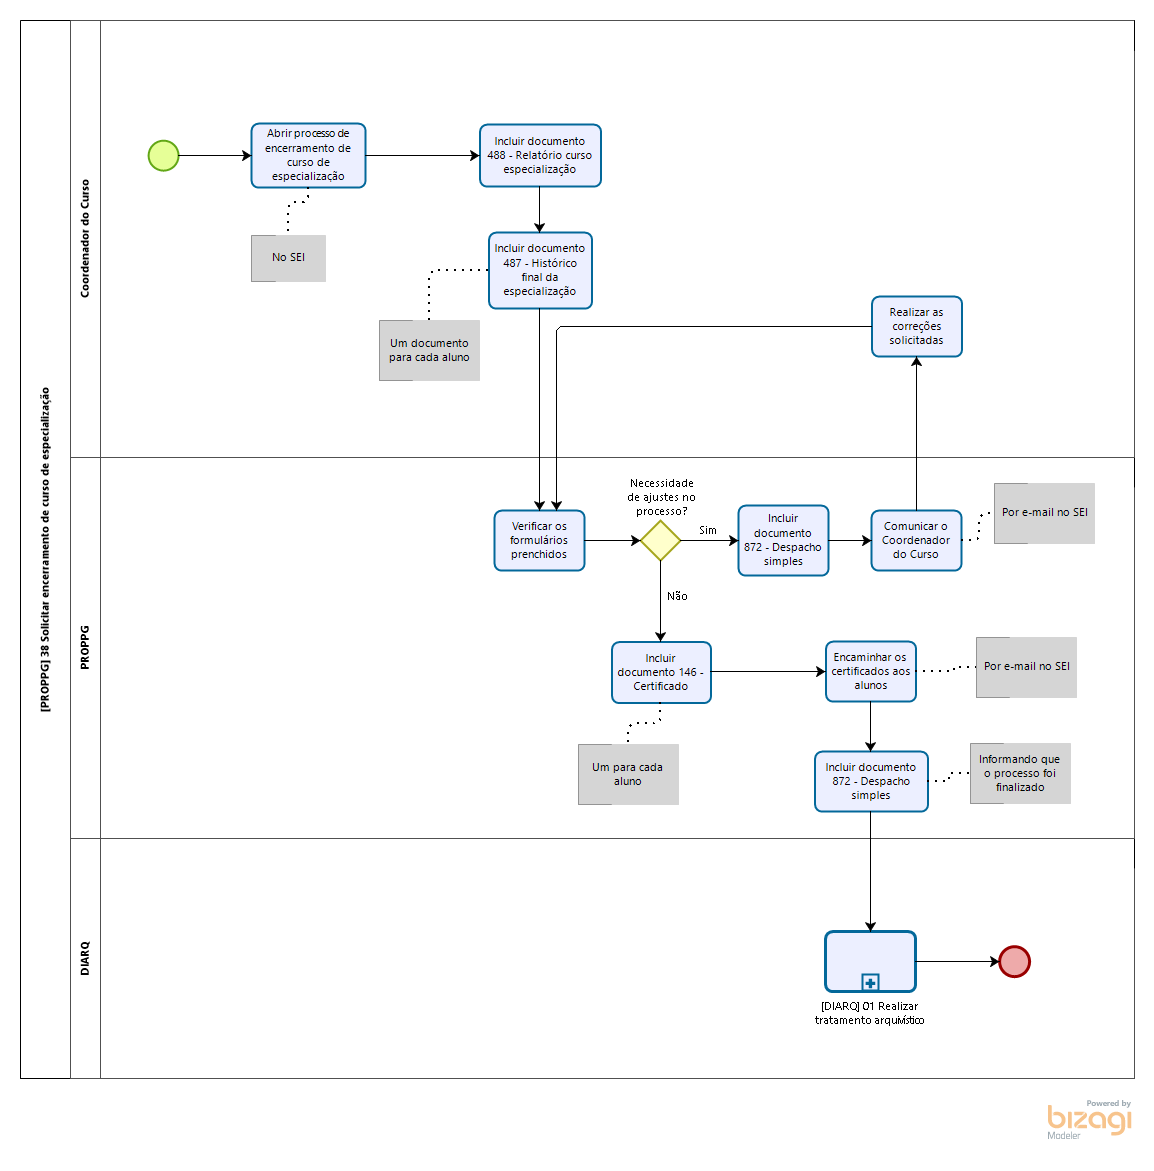 [PROPPG] 38 Solicitar encerramento de curso de especialização
Coordenador do Curso
Abrir processo de
encerramento de
curso de
especialização
Incluir documento
488 - Relatório curso
especialização
No SEI
Incluir documento
487 - Histórico
final da
especialização
Um documento
para cada aluno
Realizar as
correções
solicitadas
PROPPG
Verificar os
formulários
prenchidos
Necessidade
de ajustes no
processo?
Sim
Incluir
documento
872 - Despacho
simples
Comunicar o
Coordenador
do Curso
Por e-mail no SEI
Não
Incluir
documento 146 -
Certificado
Um para cada
aluno
Encaminhar os
certificados aos
alunos
Por e-mail no SEI
Incluir documento
872 - Despacho
simples
Informando que
o processo foi
finalizado
DIARQ
[DIARQ] 01 Realizar
tratamento arquivístico
Powered by
bizagi
Modeler